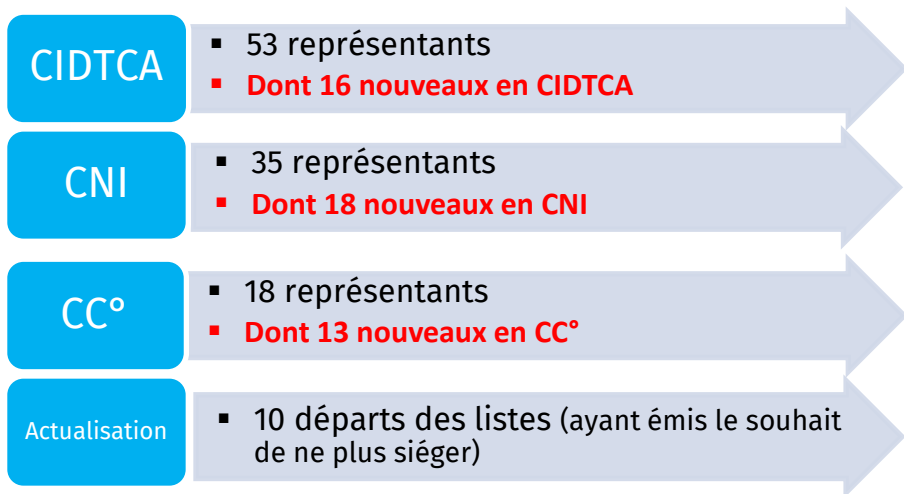 CIDTCA
▪ 53 représentants
▪ Dont 16 nouveaux en CIDTCA
CNI
▪ 35 représentants
▪ Dont 18 nouveaux en CNI
CC°
▪ 18 représentants
▪ Dont 13 nouveaux en CC°
Actualisation
▪ 10 départs des listes (ayant émis le souhait
de ne plus siéger)